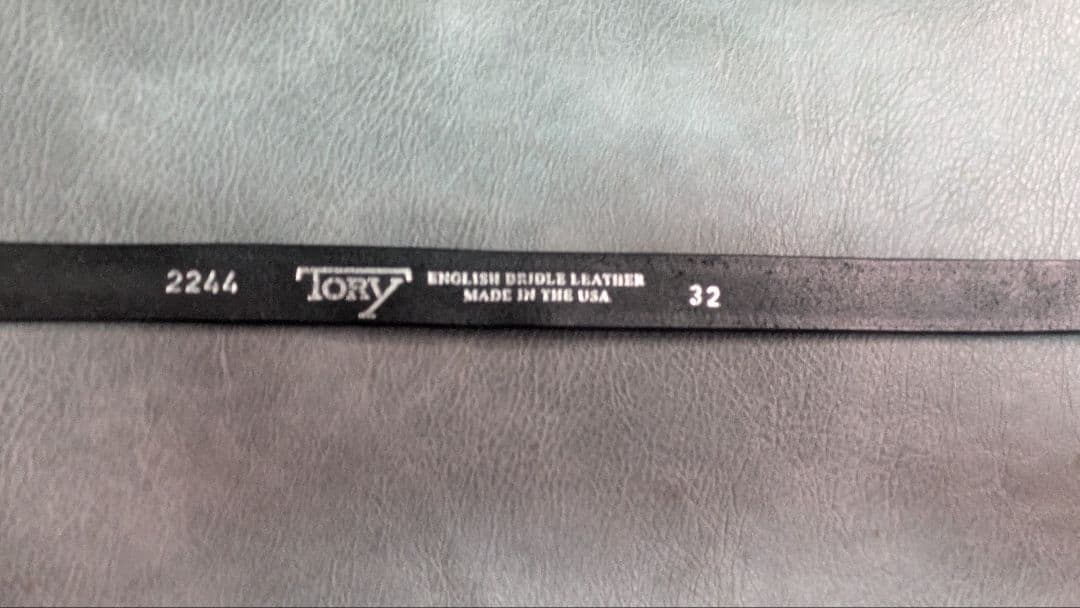 2244
TORY
ENGLISH BRIDLE LEATHER
MADE IN THE USA
32